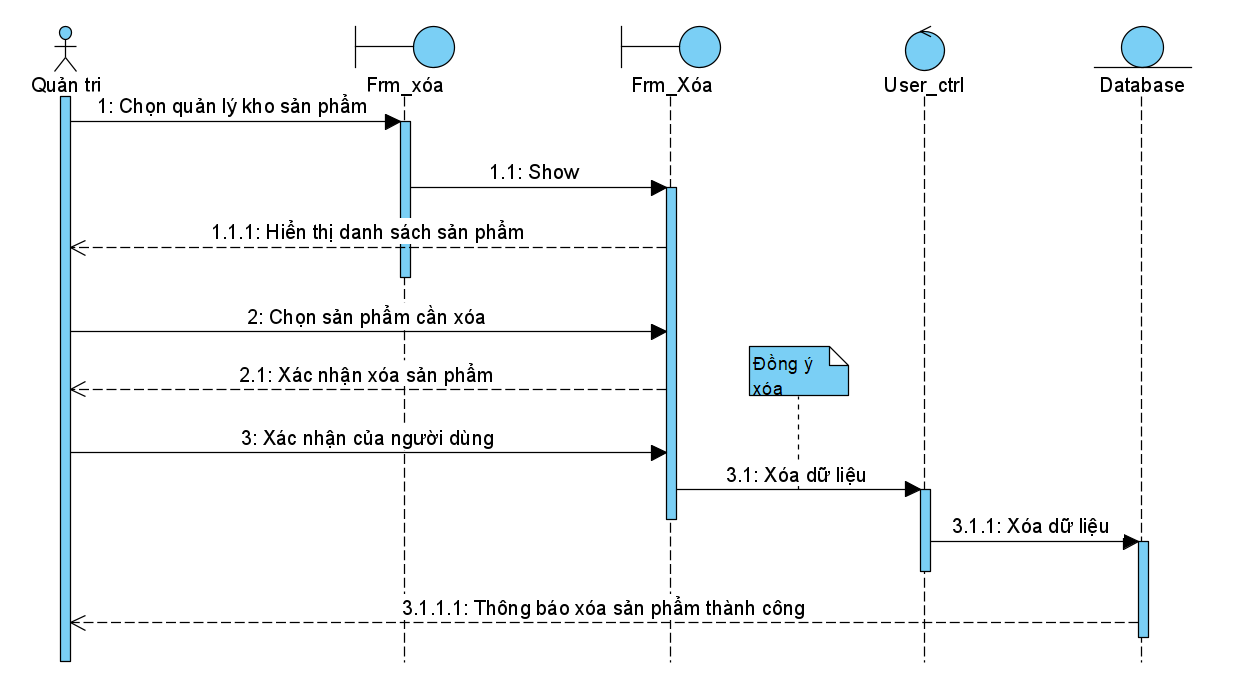 Quản tri
Frm_xóa
Frm_Xóa
User_ctrl
Database
1: Chọn quản lý kho sản phẩm
1.1: Show
1.1.1: Hiển thị danh sách sản phẩm
2: Chọn sản phẩm cần xóa
Đồng ý
xóa
2.1: Xác nhận xóa sản phẩm
3: Xác nhận của người dùng
3.1: Xóa dữ liệu
3.1.1: Xóa dữ liệu
3.1.1.1: Thông báo xóa sản phẩm thành công